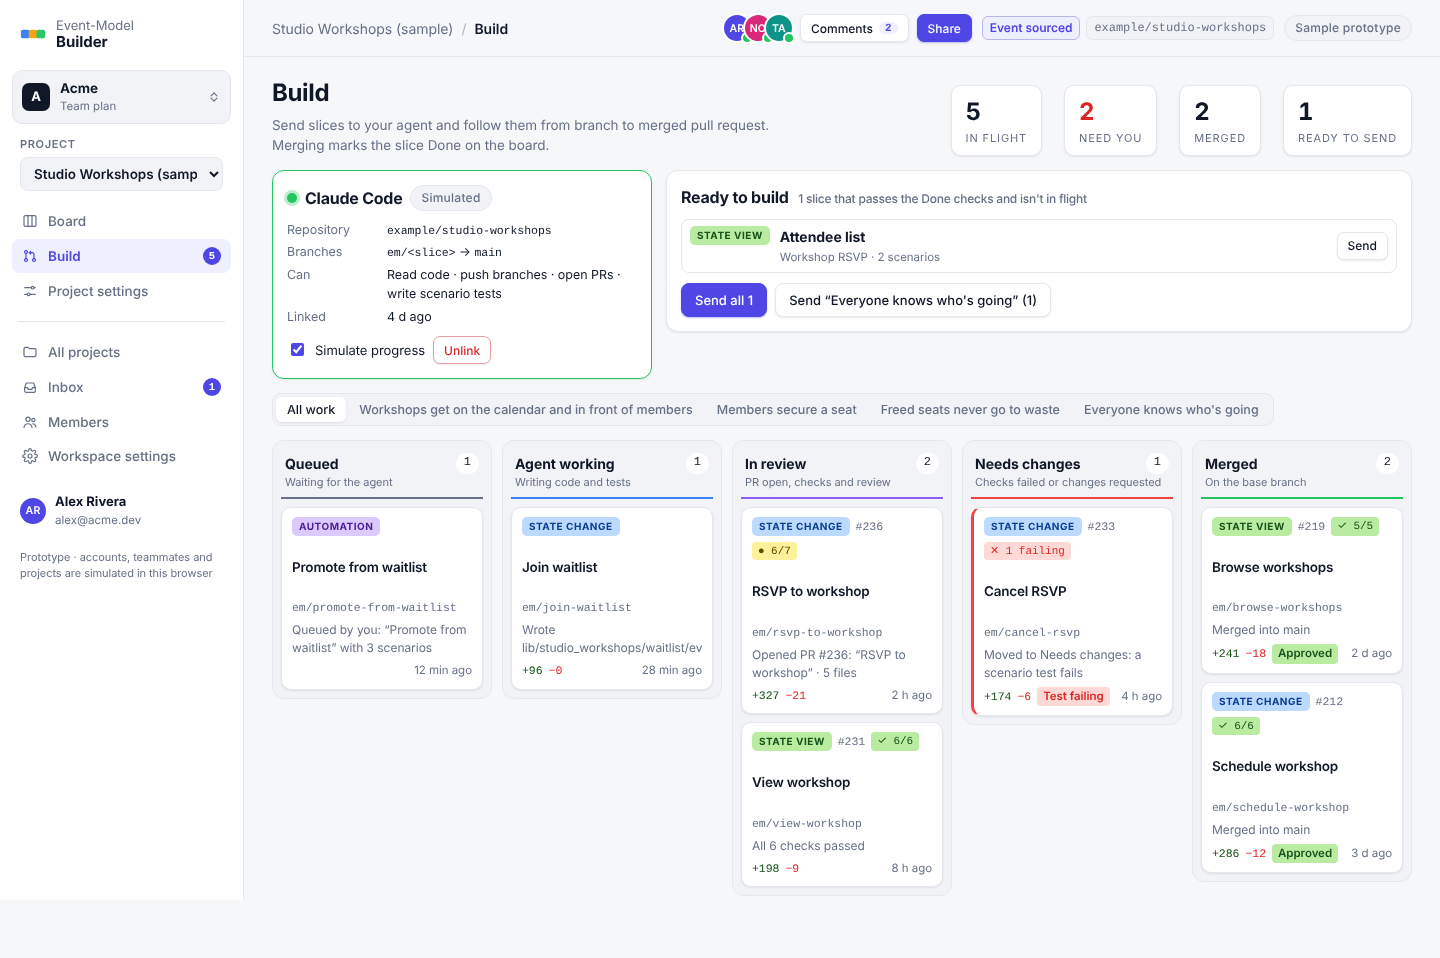 Event-Model
Builder
A
Acme
Team plan
PROJECT
Studio Workshops (samp
Board
Build
5
Project settings
All projects
Inbox
1
Members
Workspace settings
AR
Alex Rivera
alex@acme.dev
Prototype · accounts, teammates and
projects are simulated in this browser
Studio Workshops (sample) / Build
TA
Comments 2
Share
Event sourced
example/studio-workshops
Sample prototype
Build
Send slices to your agent and follow them from branch to merged pull request.
Merging marks the slice Done on the board.
5
IN FLIGHT
2
NEED YOU
2
MERGED
1
READY TO SEND
Claude Code
Simulated
Repository example/studio-workshops
Branches em/<slice> → main
Can Read code · push branches · open PRs ·
write scenario tests
Linked 4 d ago
Simulate progress
Unlink
Ready to build 1 slice that passes the Done checks and isn't in flight
STATE VIEW
Attendee list
Workshop RSVP · 2 scenarios
Send
Send all 1
Send “Everyone knows who's going” (1)
All work
Workshops get on the calendar and in front of members
Members secure a seat
Freed seats never go to waste
Everyone knows who's going
Queued 1
Waiting for the agent
AUTOMATION
Promote from waitlist
em/promote-from-waitlist
Queued by you: “Promote from
waitlist” with 3 scenarios
12 min ago
Agent working 1
Writing code and tests
STATE CHANGE
Join waitlist
em/join-waitlist
Wrote
lib/studio_workshops/waitlist/ev
+96 −0 28 min ago
In review 2
PR open, checks and review
STATE CHANGE #236
● 6/7
RSVP to workshop
em/rsvp-to-workshop
Opened PR #236: “RSVP to
workshop” · 5 files
+327 −21 2 h ago
STATE VIEW #231 ✓ 6/6
View workshop
em/view-workshop
All 6 checks passed
+198 −9 8 h ago
Needs changes 1
Checks failed or changes requested
STATE CHANGE #233
✕ 1 failing
Cancel RSVP
em/cancel-rsvp
Moved to Needs changes: a
scenario test fails
+174 −6 Test failing 4 h ago
Merged 2
On the base branch
STATE VIEW #219 ✓ 5/5
Browse workshops
em/browse-workshops
Merged into main
+241 −18 Approved 2 d ago
STATE CHANGE #212
✓ 6/6
Schedule workshop
em/schedule-workshop
Merged into main
+286 −12 Approved 3 d ago